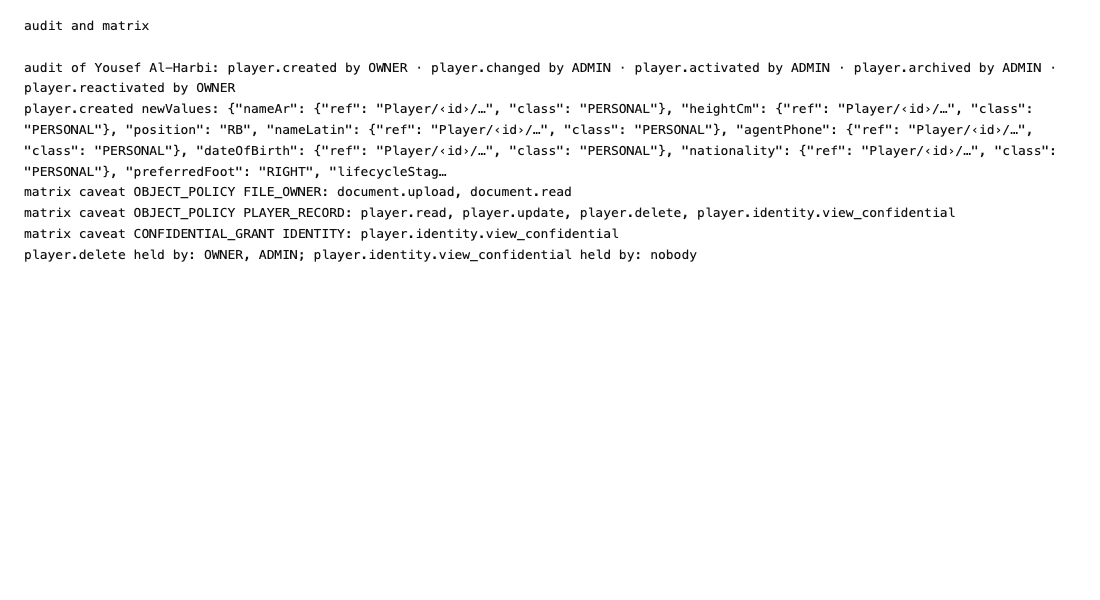 audit and matrix
audit of Yousef Al-Harbi: player.created by OWNER · player.changed by ADMIN · player.activated by ADMIN · player.archived by ADMIN ·
player.reactivated by OWNER
player.created newValues: {"nameAr": {"ref": "Player/‹id›/…", "class": "PERSONAL"}, "heightCm": {"ref": "Player/‹id›/…", "class":
"PERSONAL"}, "position": "RB", "nameLatin": {"ref": "Player/‹id›/…", "class": "PERSONAL"}, "agentPhone": {"ref": "Player/‹id›/…",
"class": "PERSONAL"}, "dateOfBirth": {"ref": "Player/‹id›/…", "class": "PERSONAL"}, "nationality": {"ref": "Player/‹id›/…", "class":
"PERSONAL"}, "preferredFoot": "RIGHT", "lifecycleStag…
matrix caveat OBJECT_POLICY FILE_OWNER: document.upload, document.read
matrix caveat OBJECT_POLICY PLAYER_RECORD: player.read, player.update, player.delete, player.identity.view_confidential
matrix caveat CONFIDENTIAL_GRANT IDENTITY: player.identity.view_confidential
player.delete held by: OWNER, ADMIN; player.identity.view_confidential held by: nobody